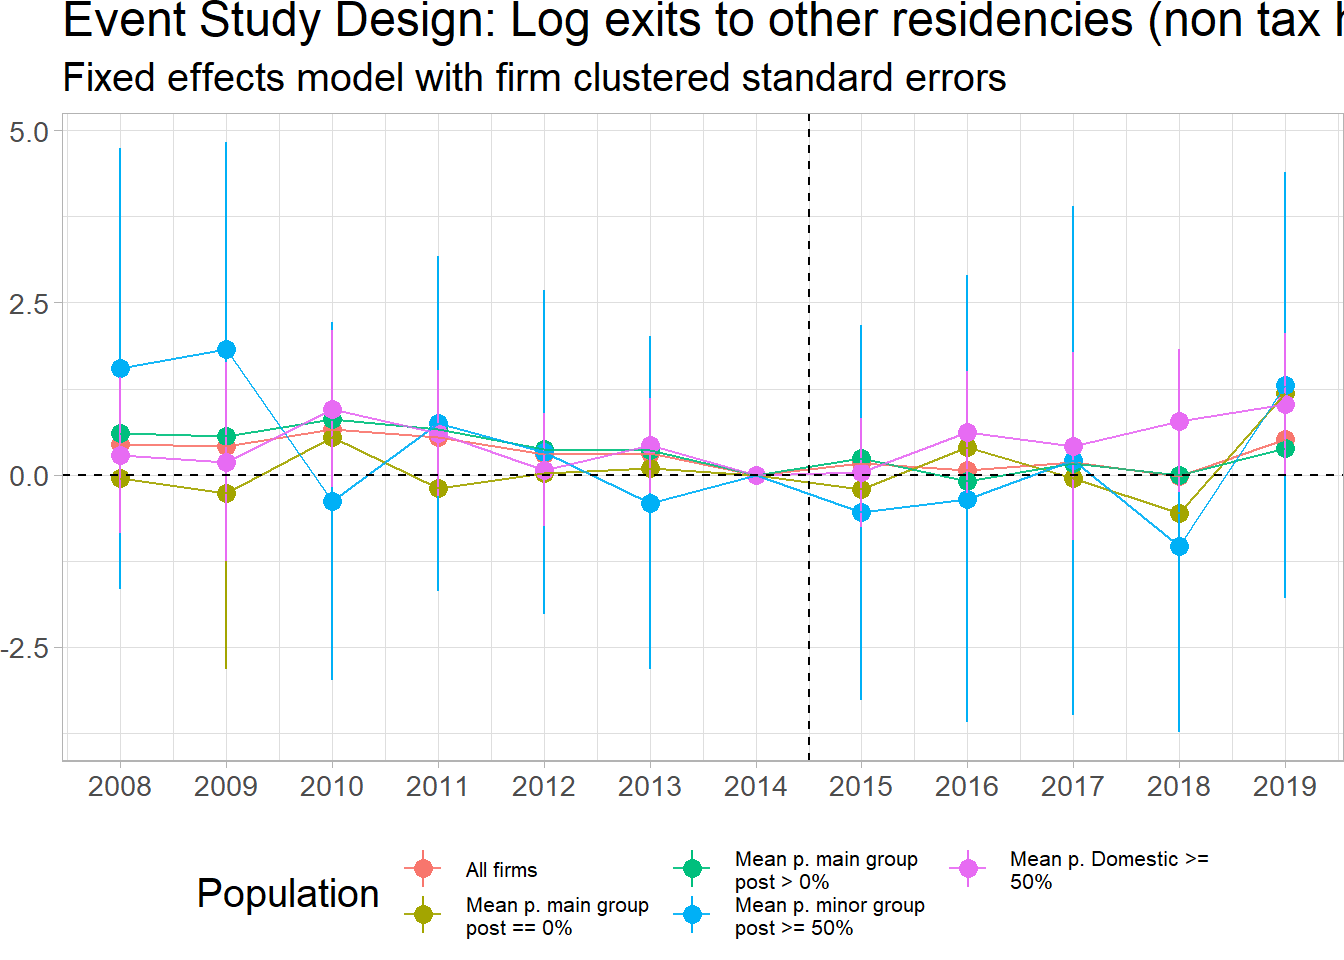 Event Study Design: Log exits to other residencies (non tax
Fixed effects model with firm clustered standard errors
5.0
2.5
0.0
-2.5
2008 2009 2010 2011 2012 2013 2014 2015 2016 2017 2018 2019
Population
All firms
Mean p. main group
post == 0%
Mean p. main group
post > 0%
Mean p. minor group
post >= 50%
Mean p. Domestic >=
50%